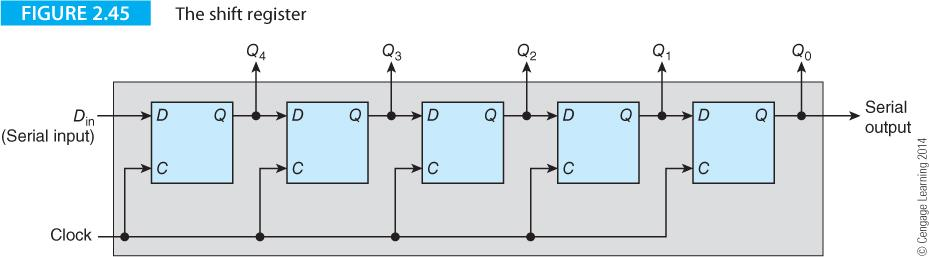 FIGURE 2.45 The shift register
Q4 Q3 Q2 Q1 Q0
Din
(Serial input)
D Q D Q D Q D Q D Q
Serial
output
C C C C C
Clock
© Cengage Learning 2014